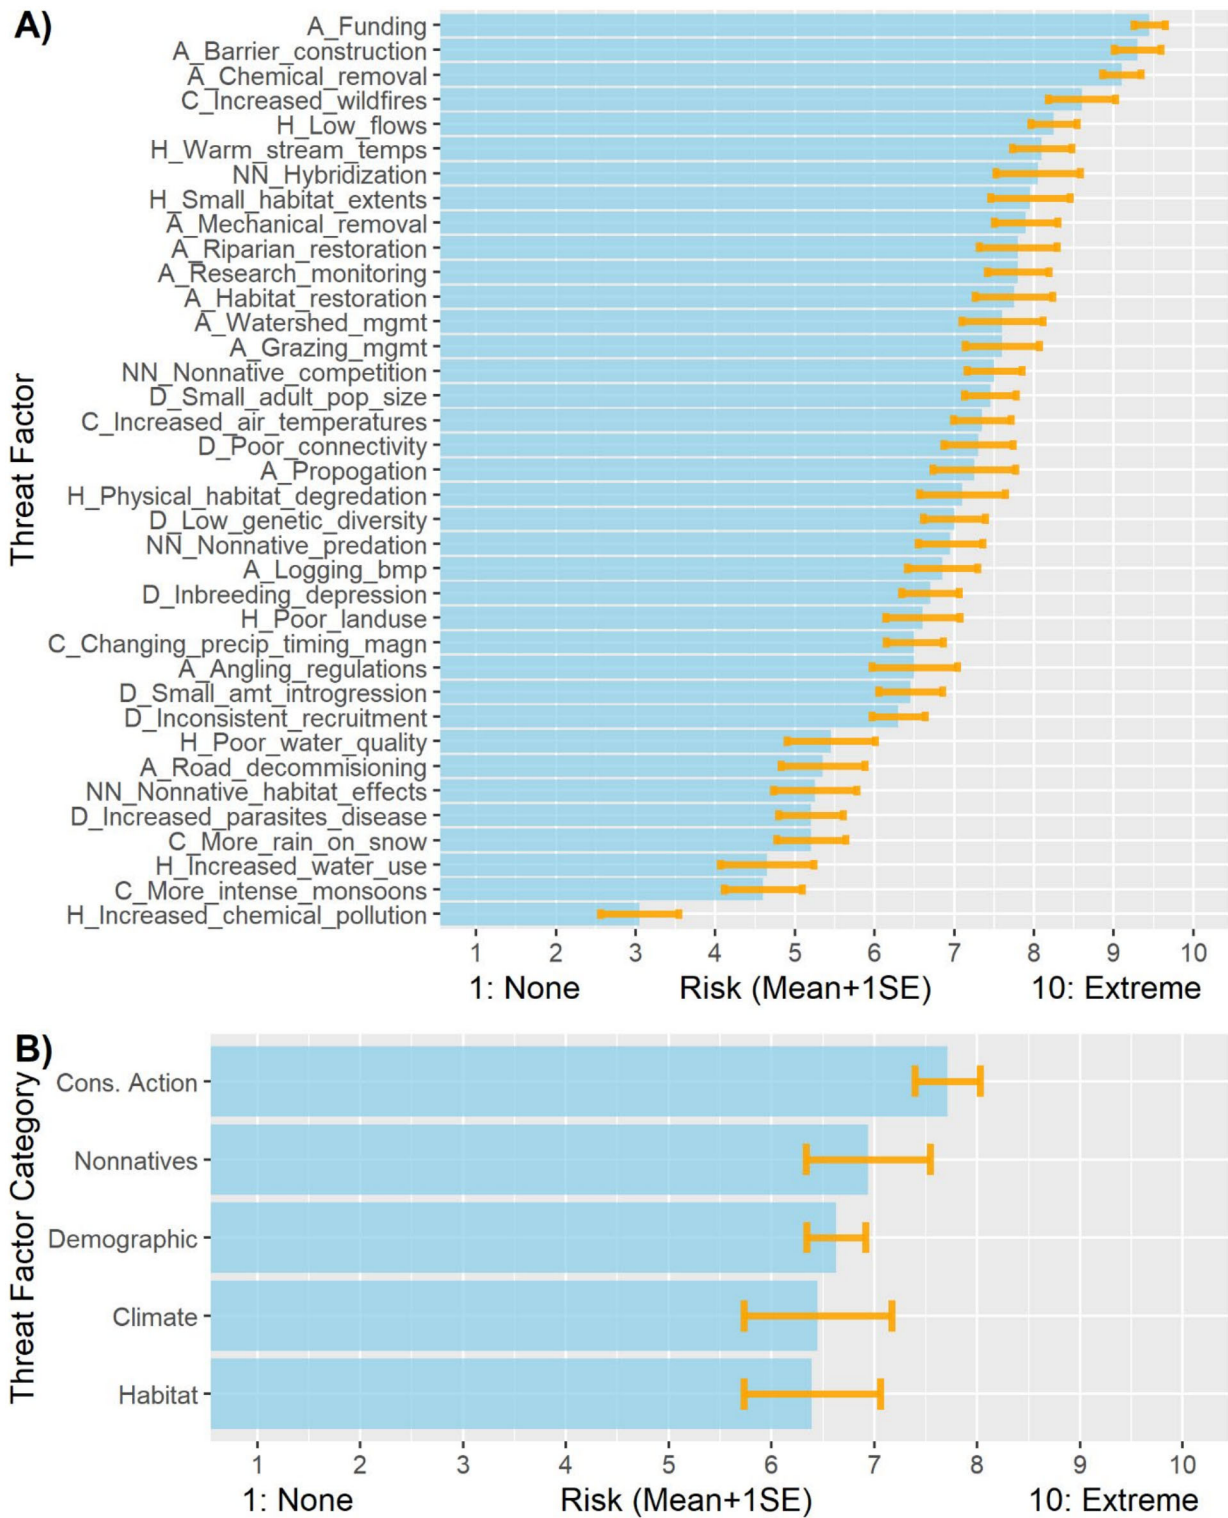 A)
A_Funding
A_Barrier_construction
A_Chemical_removal
C_Increased_wildfires
H_Low_flows
H_Warm_stream_temps
NN_Hybridization
H_Small_habitat_extents
A_Mechanical_removal
A_Riparian_restoration
A_Research_monitoring
A_Habitat_restoration
A_Watershed_mgmt
A_Grazing_mgmt
NN_Nonnative_competition
D_Small_adult_pop_size
C_Increased_air_temperatures
D_Poor_connectivity
A_Propogation
H_Physical_habitat_degredation
D_Low_genetic_diversity
NN_Nonnative_predation
A_Logging_bmp
D_Inbreeding_depression
H_Poor_landuse
C_Changing_precip_timing_magn
A_Angling_regulations
D_Small_amt_introgression
D_Inconsistent_recruitment
H_Poor_water_quality
A_Road_decommisioning
NN_Nonnative_habitat_effects
D_Increased_parasites_disease
C_More_rain_on_snow
H_Increased_water_use
C_More_intense_monsoons
H_Increased_chemical_pollution
Threat Factor
1 2 3 4 5 6 7 8 9 10
1: None Risk (Mean+1SE) 10: Extreme
B)
Cons. Action
Nonnatives
Demographic
Climate
Habitat
Threat Factor Category
1 2 3 4 5 6 7 8 9 10
1: None Risk (Mean+1SE) 10: Extreme